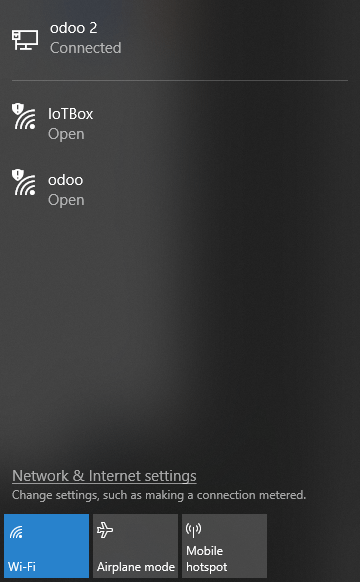 odoo 2
Connected
IoTBox
Open
odoo
Open
Network & Internet settings
Change settings, such as making a connection metered.
Wi-Fi
Airplane mode
Mobile
hotspot